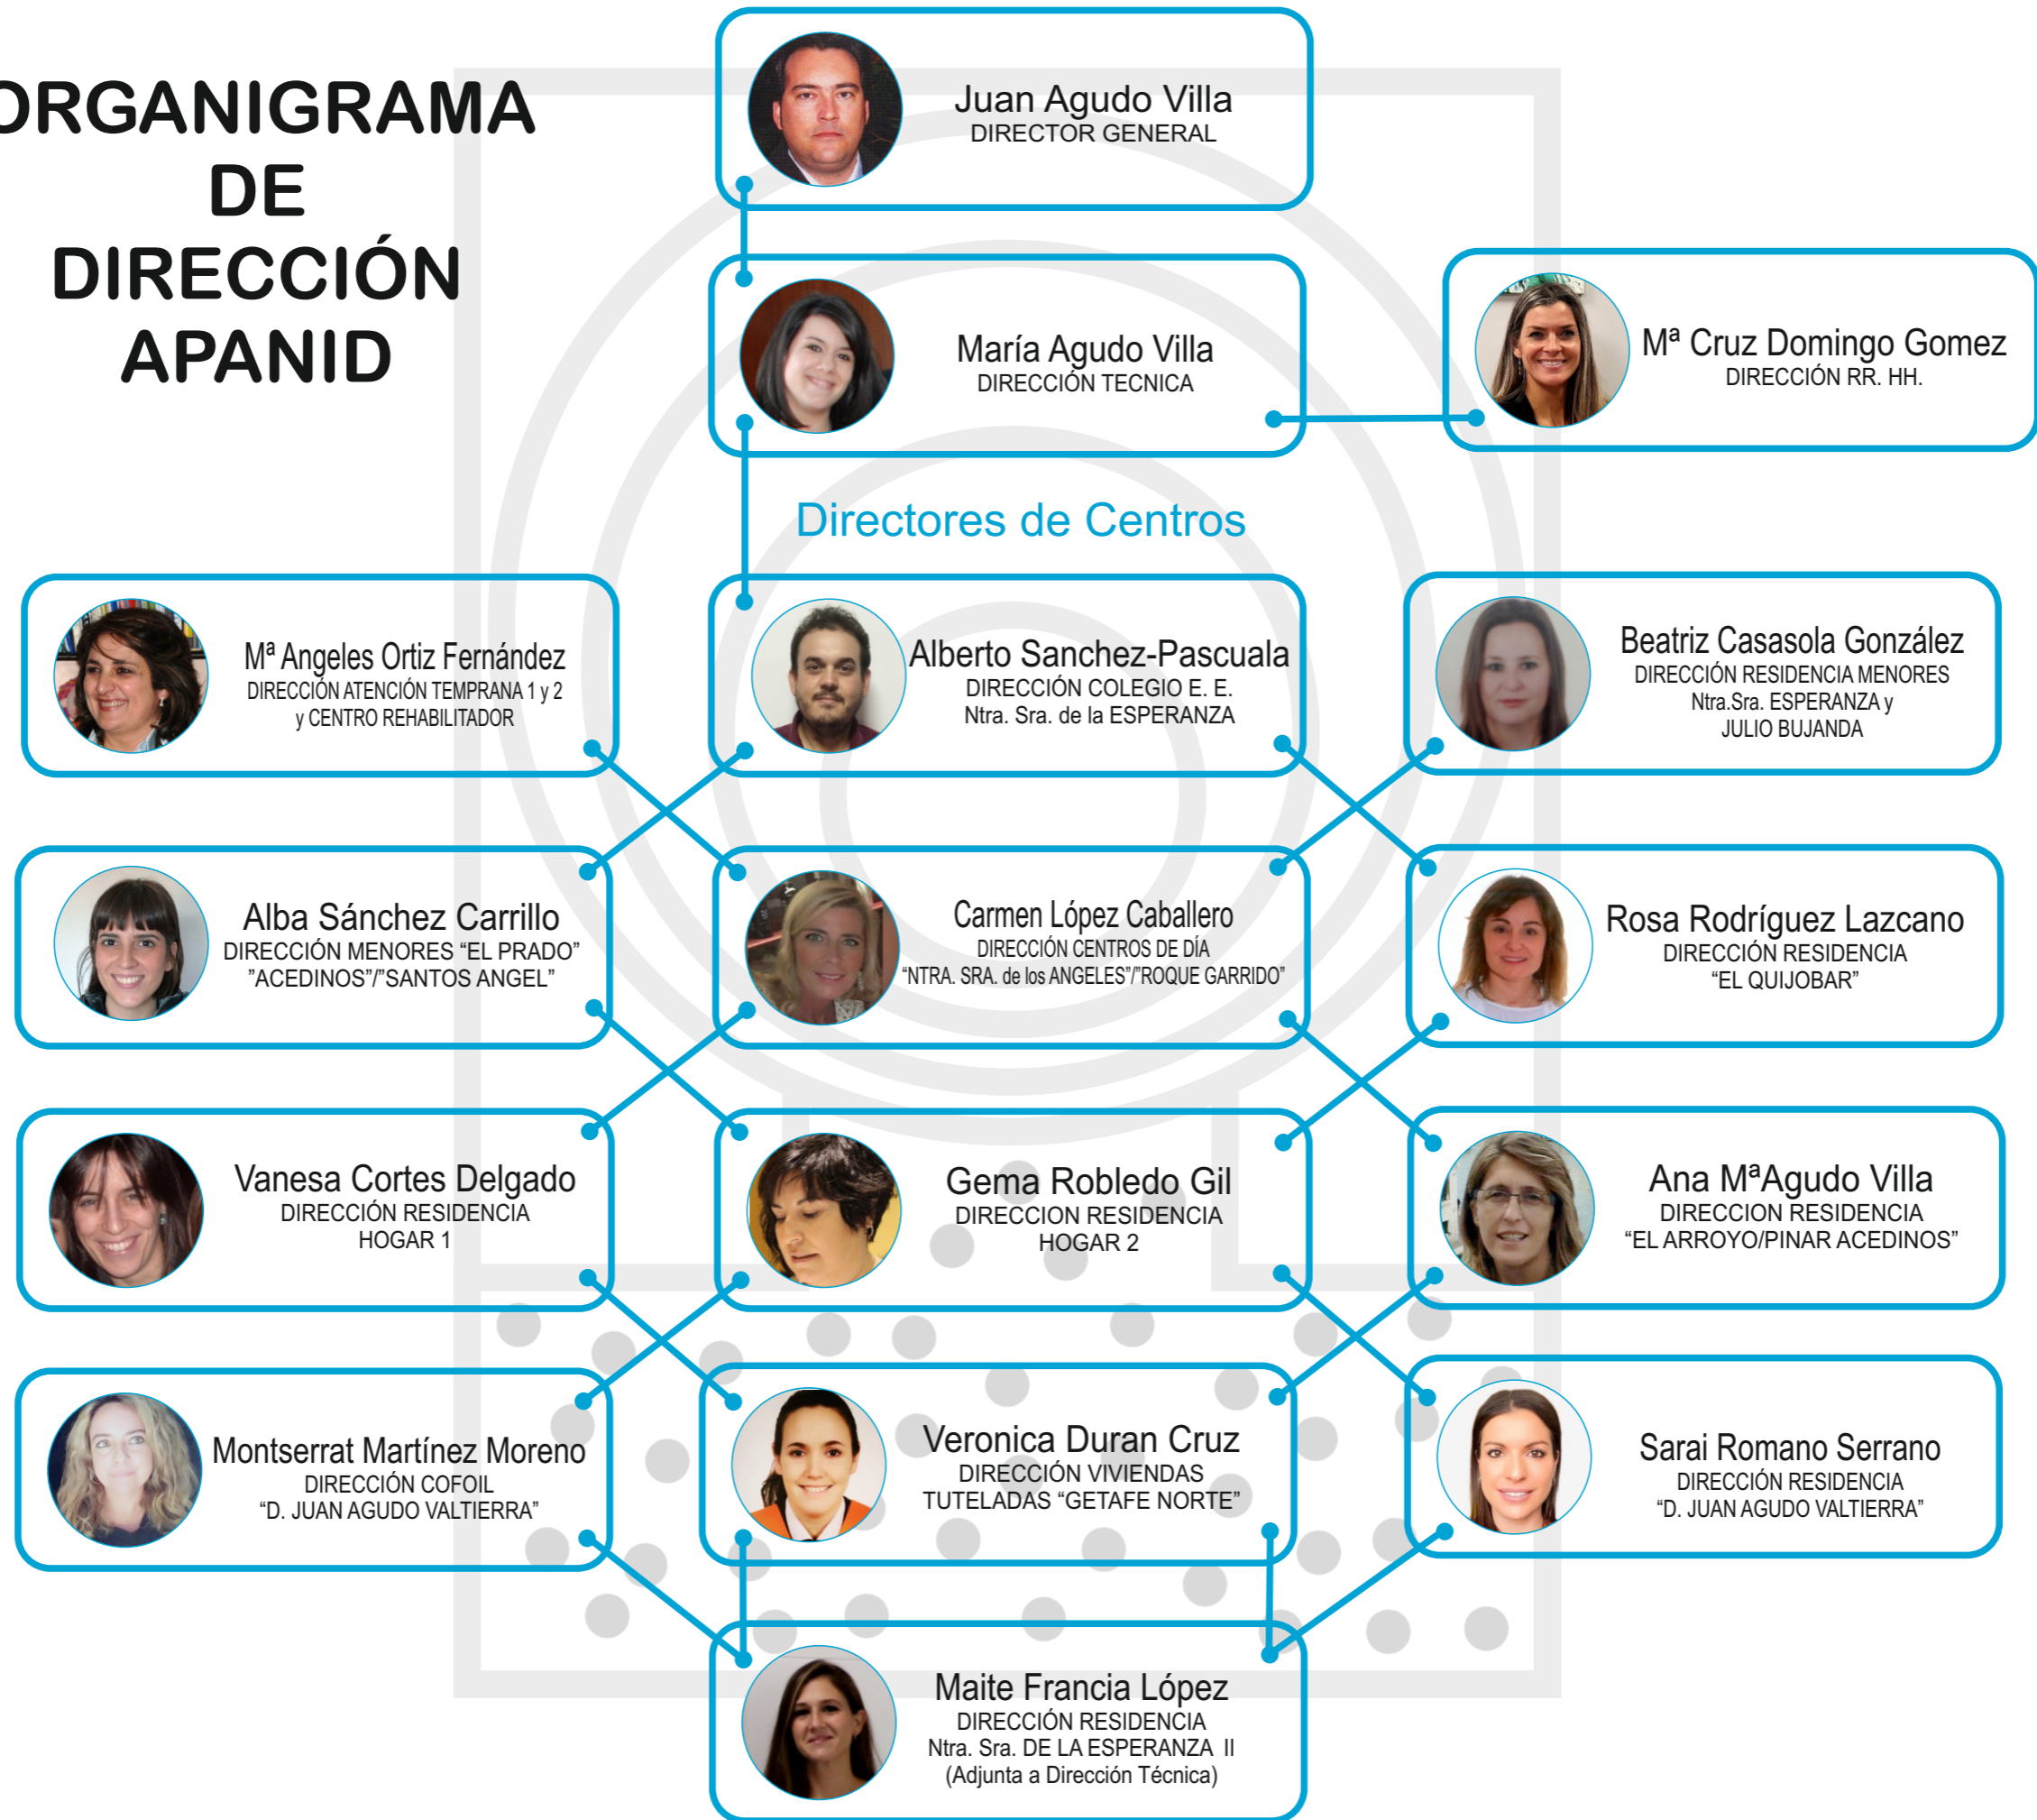 ORGANIGRAMA
DE
DIRECCIÓN
APANID
Juan Agudo Villa
DIRECTOR GENERAL
María Agudo Villa
DIRECCIÓN TECNICA
Mª Cruz Domingo Gomez
DIRECCIÓN RR. HH.
Directores de Centros
Mª Angeles Ortiz Fernández
DIRECCIÓN ATENCIÓN TEMPRANA 1 y 2
y CENTRO REHABILITADOR
Alberto Sanchez-Pascuala
DIRECCIÓN COLEGIO E. E.
Ntra. Sra. de la ESPERANZA
Beatriz Casasola González
DIRECCIÓN RESIDENCIA MENORES
Ntra.Sra. ESPERANZA y
JULIO BUJANDA
Alba Sánchez Carrillo
DIRECCIÓN MENORES “EL PRADO”
"ACEDINOS”/”SANTOS ANGEL”
Carmen López Caballero
DIRECCIÓN CENTROS DE DÍA
“NTRA. SRA. de los ANGELES”/”ROQUE GARRIDO”
Rosa Rodríguez Lazcano
DIRECCIÓN RESIDENCIA
“EL QUIJOBAR”
Vanesa Cortes Delgado
DIRECCIÓN RESIDENCIA
HOGAR 1
Gema Robledo Gil
DIRECCION RESIDENCIA
HOGAR 2
Ana MªAgudo Villa
DIRECCION RESIDENCIA
“EL ARROYO/PINAR ACEDINOS”
Montserrat Martínez Moreno
DIRECCIÓN COFOIL
“D. JUAN AGUDO VALTIERRA”
Veronica Duran Cruz
DIRECCIÓN VIVIENDAS
TUTELADAS “GETAFE NORTE”
Sarai Romano Serrano
DIRECCIÓN RESIDENCIA
“D. JUAN AGUDO VALTIERRA”
Maite Francia López
DIRECCIÓN RESIDENCIA
Ntra. Sra. DE LA ESPERANZA II
(Adjunta a Dirección Técnica)